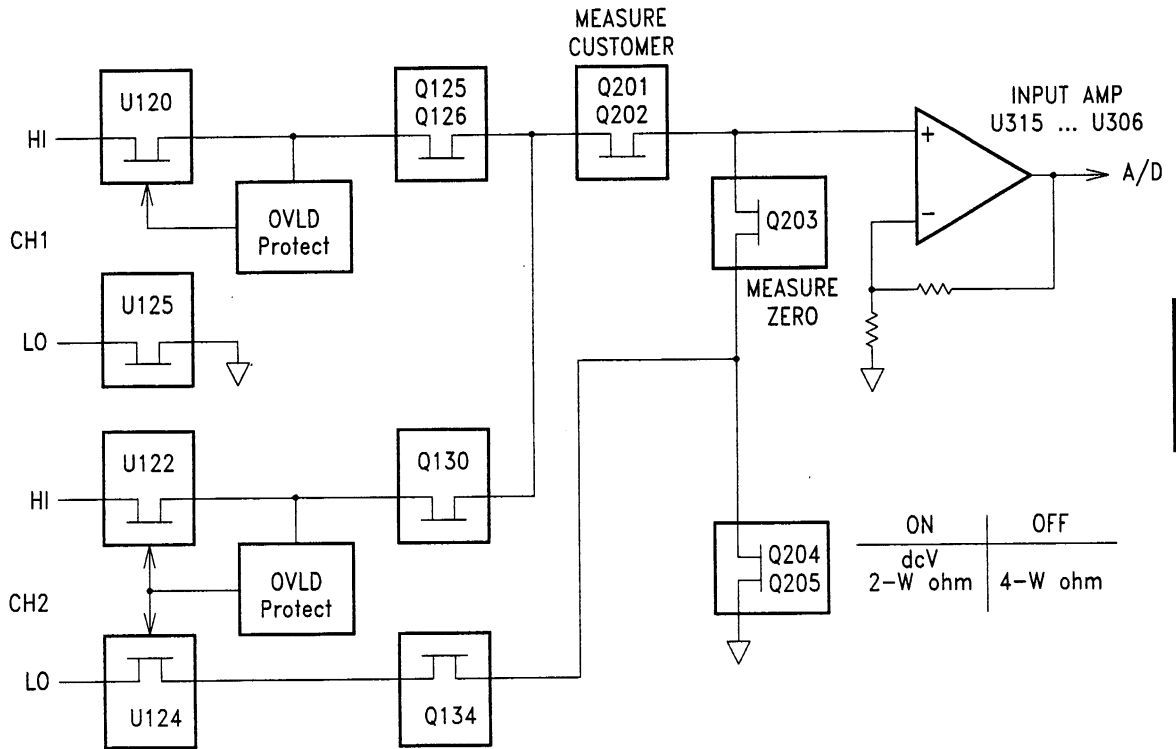 MEASURE
CUSTOMER
U120
Q125
Q126
Q201
Q202
INPUT AMP
U315 ... U306
HI
+
A/D
OVLD
Protect
Q203
−
CH1
MEASURE
ZERO
U125
LO
U122
Q130
HI
ON
OFF
Q204
Q205
dcV
2-W ohm
4-W ohm
OVLD
Protect
CH2
LO
U124
Q134